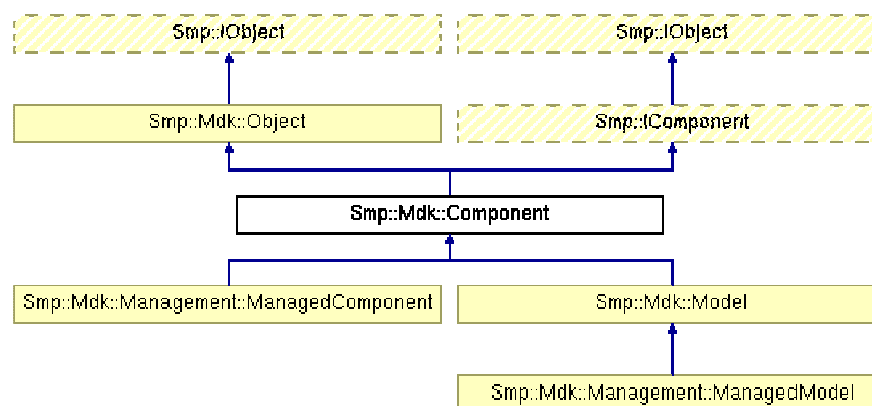 Smp::IObject
Smp::IObject
Smp::Mdk::Object
Smp::IComponent
Smp::Mdk::Component
Smp::Mdk::Management::ManagedComponent
Smp::Mdk::Model
Smp::Mdk::Management::ManagedModel